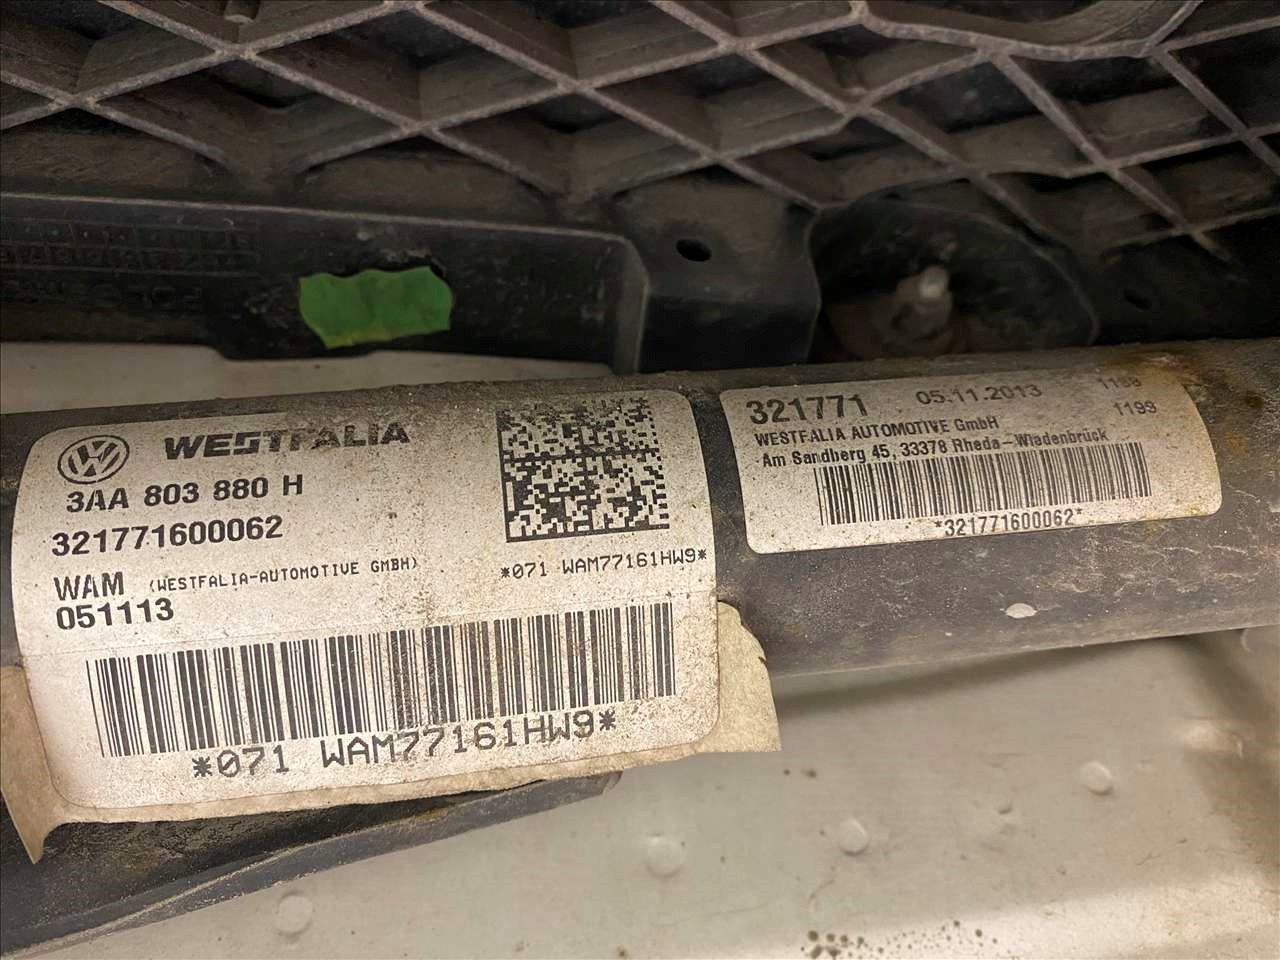 WESTFALIA
3AA 803 880 H
321771600062
WAM (WESTFALIA-AUTOMOTIVE GMBH)
051113
*071 WAM77161HW9*
*071 WAM77161HW9*
321771 05.11.2013 1189
1199
WESTFALIA AUTOMOTIVE GmbH
Am Sandberg 45, 33378 Rheda-Wiedenbrück
*321771600062*